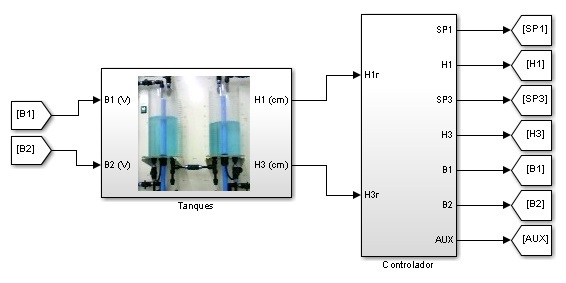 [B1]
[B2]
B1 (V)
B2 (V)
H1 (cm)
H3 (cm)
Tanques
H1r
H3r
SP1
H1
SP3
H3
B1
B2
AUX
Controlador
[SP1]
[H1]
[SP3]
[H3]
[B1]
[B2]
[AUX]